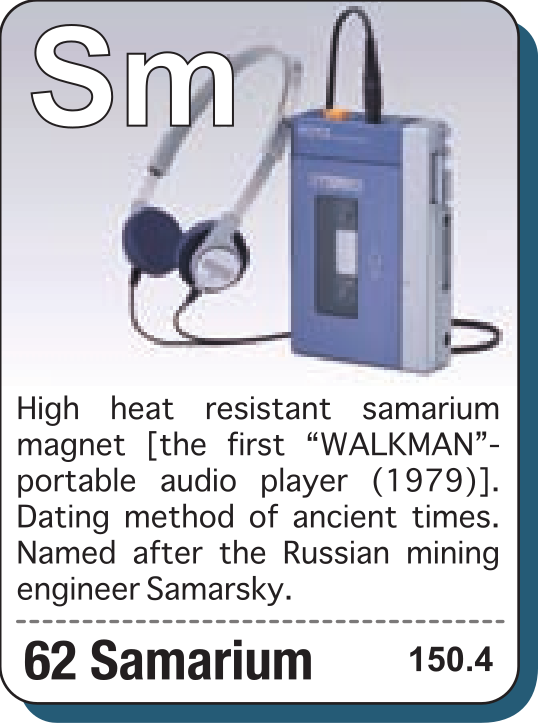 Sm
High heat resistant samarium
magnet [the first “WALKMAN”-
portable audio player (1979)].
Dating method of ancient times.
Named after the Russian mining
engineer Samarsky.
62 Samarium 150.4